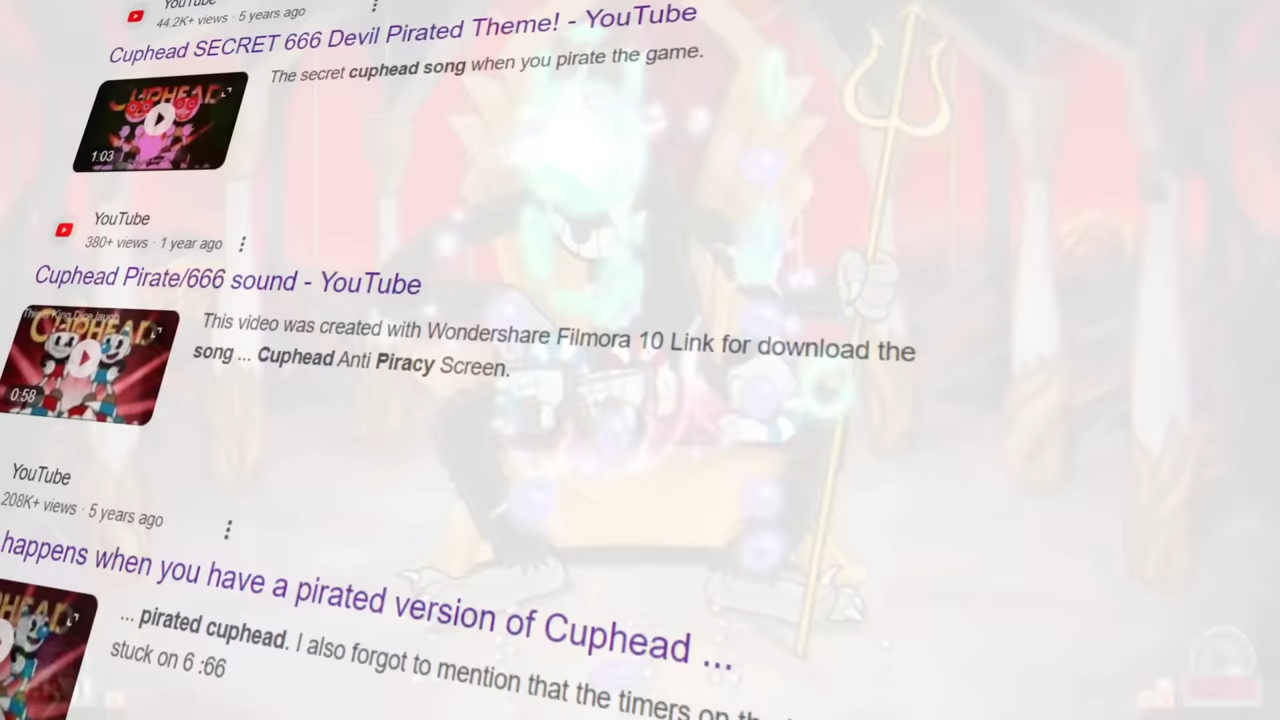 YouTube
44.2K+ views · 5 years ago
Cuphead SECRET 666 Devil Pirated Theme! - YouTube
The secret cuphead song when you pirate the game.
CUPHEAD
1:03
YouTube
380+ views · 1 year ago
Cuphead Pirate/666 sound - YouTube
This video was created with Wondershare Filmora 10 Link for download the
song ... Cuphead Anti Piracy Screen.
CUPHEAD
0:58
YouTube
208K+ views · 5 years ago
happens when you have a pirated version of Cuphead ...
... pirated cuphead. I also forgot to mention that the timers on
stuck on 6 :66